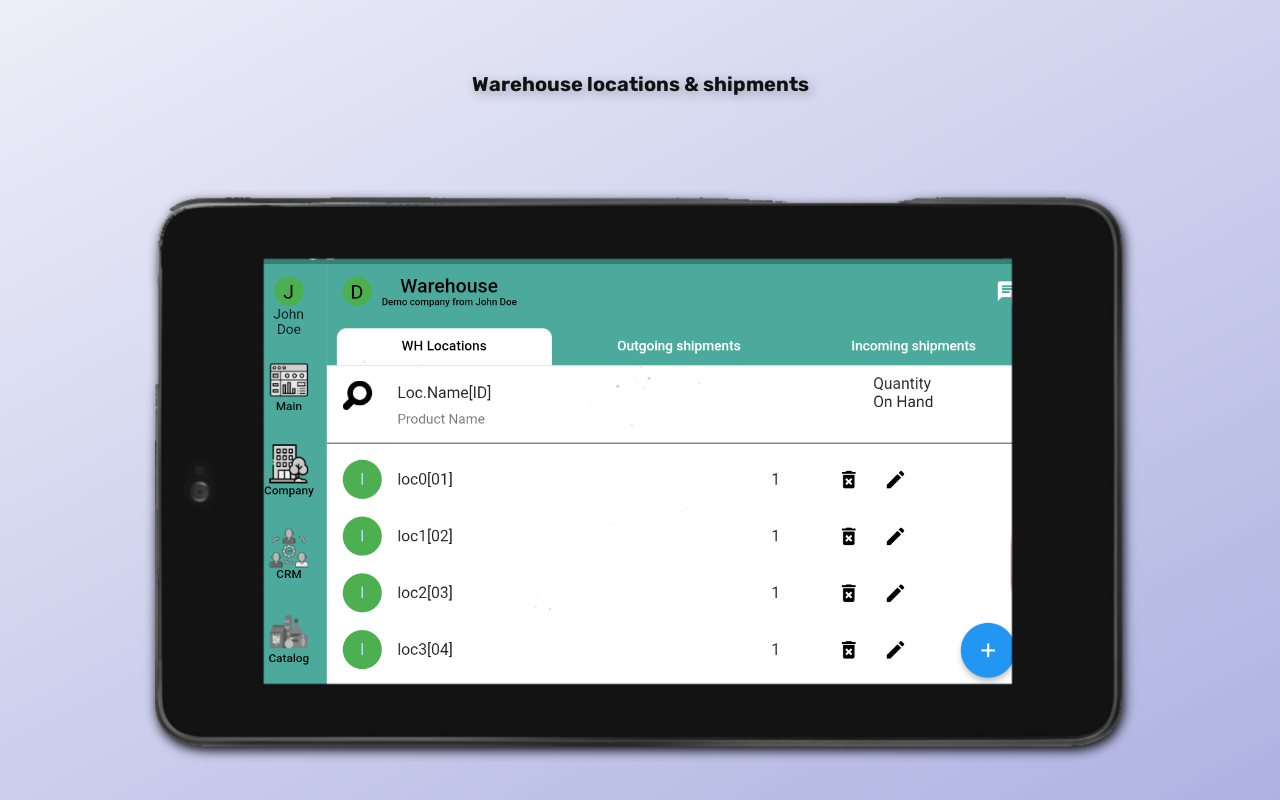 Warehouse locations & shipments
J
John
Doe
D
Warehouse
Demo company from John Doe
WH Locations
Outgoing shipments
Incoming shipments
Main
Company
CRM
Catalog
Loc.Name[ID]
Product Name
Quantity
On Hand
l
loc0[01]
1
l
loc1[02]
1
l
loc2[03]
1
l
loc3[04]
1